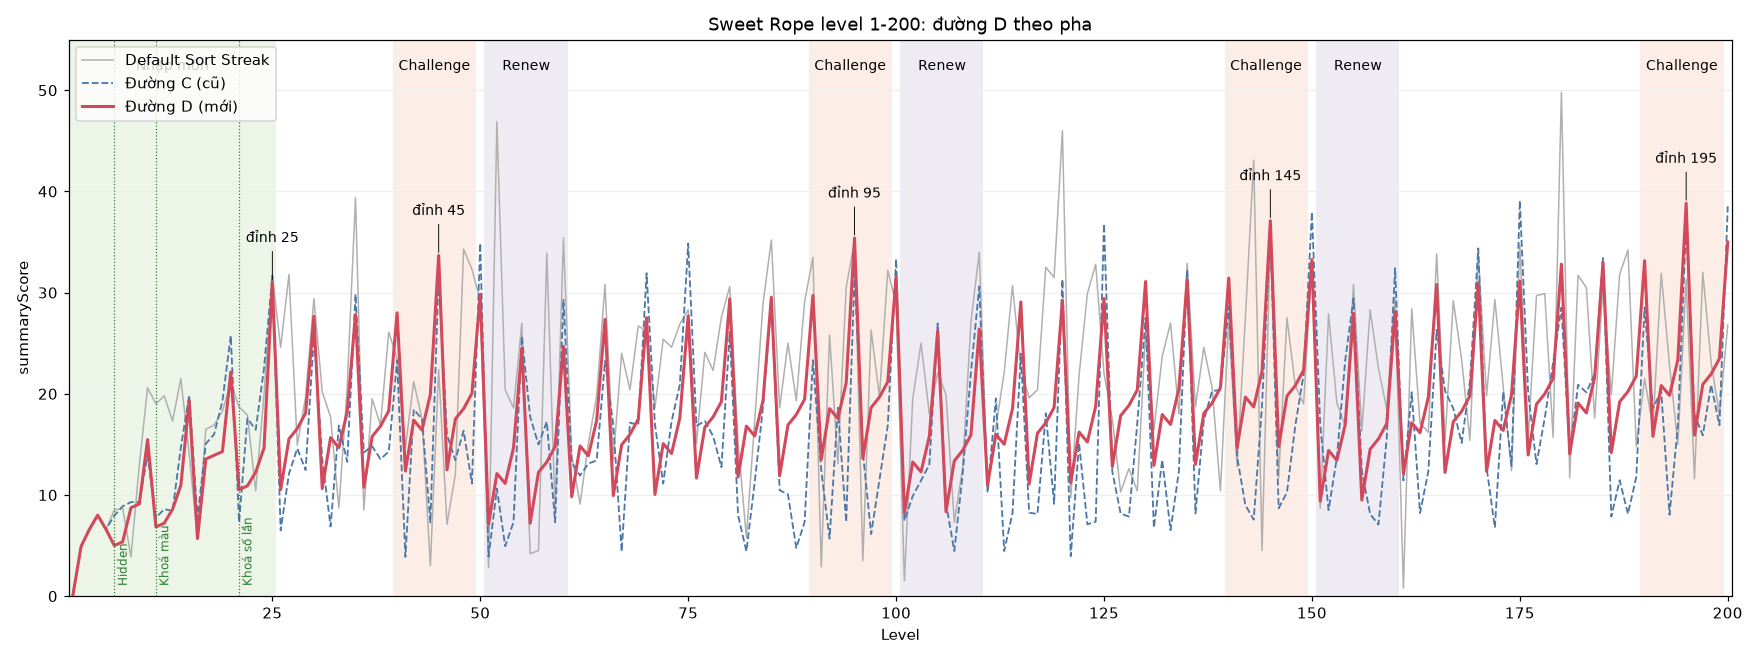 Sweet Rope level 1-200: đường D theo pha
Nhập môn
Default Sort Streak
Đường C (cũ)
Đường D (mới)
Challenge
Renew
Challenge
Renew
Challenge
Renew
Challenge
đỉnh 25
đỉnh 45
đỉnh 95
đỉnh 145
đỉnh 195
Hidden
Khoá màu
Khoá số lần
summaryScore
50
40
30
20
10
0
25
50
75
100
125
150
175
200
Level